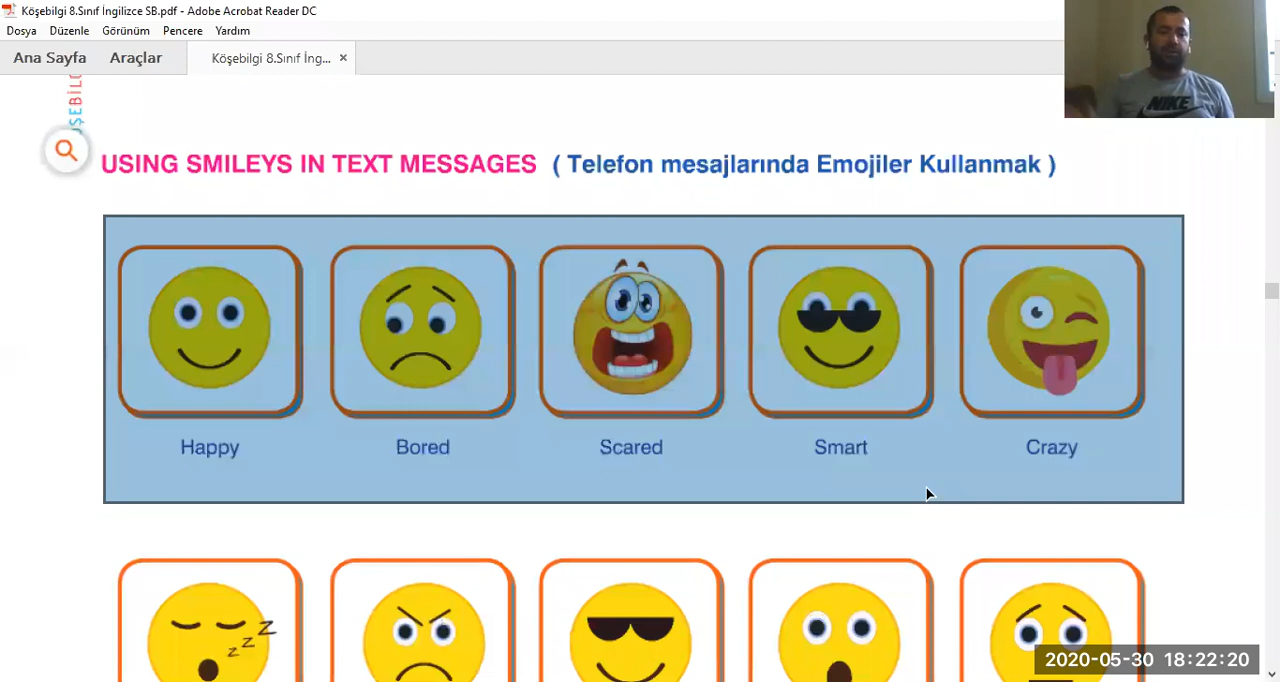 Köşebilgi 8.Sınıf İngilizce SB.pdf - Adobe Acrobat Reader DC
Dosya Düzenle Görünüm Pencere Yardım
Ana Sayfa Araçlar Köşebilgi 8.Sınıf İng... ×
ŞEBİL
NIKE
USING SMILEYS IN TEXT MESSAGES ( Telefon mesajlarında Emojiler Kullanmak )
Happy Bored Scared Smart Crazy
z z z
2020-05-30 18:22:20